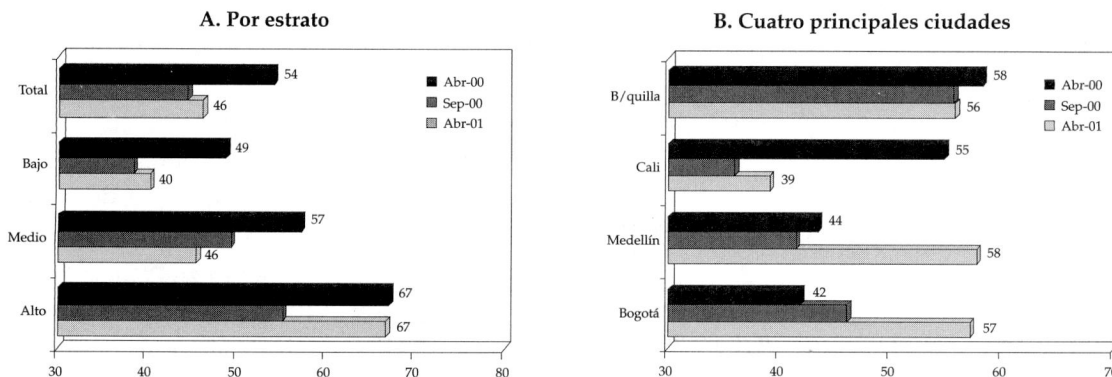 A. Por estrato
Total
Bajo
Medio
Alto
54
46
49
40
57
46
67
67
Abr-00
Sep-00
Abr-01
30 40 50 60 70 80
B. Cuatro principales ciudades
B/quilla
Cali
Medellín
Bogotá
58
56
55
39
44
58
42
57
Abr-00
Sep-00
Abr-01
30 40 50 60 70